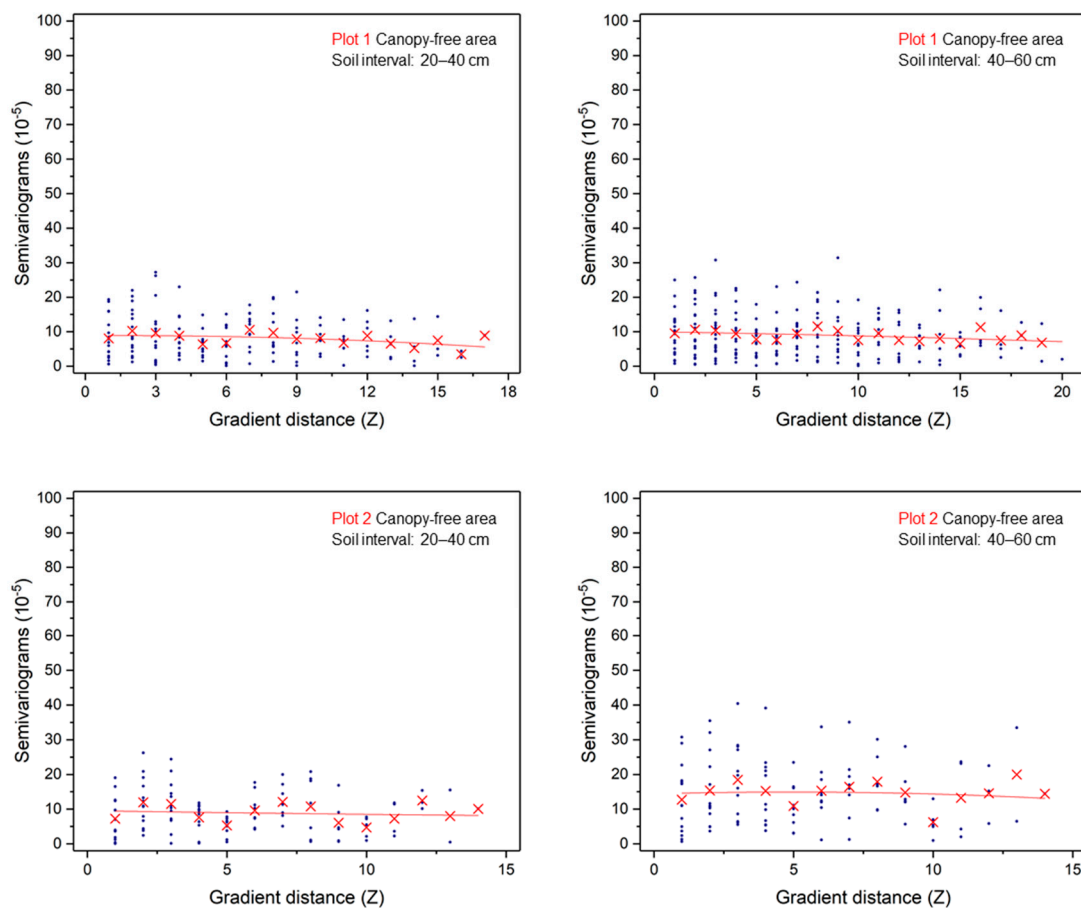 100
90
80
70
60
50
40
30
20
10
0
Semivariograms (10-5)
Plot 1 Canopy-free area
Soil interval: 20–40 cm
0 3 6 9 12 15 18
Gradient distance (Z)
100
90
80
70
60
50
40
30
20
10
0
Semivariograms (10-5)
Plot 1 Canopy-free area
Soil interval: 40–60 cm
0 5 10 15 20
Gradient distance (Z)
100
90
80
70
60
50
40
30
20
10
0
Semivariograms (10-5)
Plot 2 Canopy-free area
Soil interval: 20–40 cm
0 5 10 15
Gradient distance (Z)
100
90
80
70
60
50
40
30
20
10
0
Semivariograms (10-5)
Plot 2 Canopy-free area
Soil interval: 40–60 cm
0 5 10 15
Gradient distance (Z)